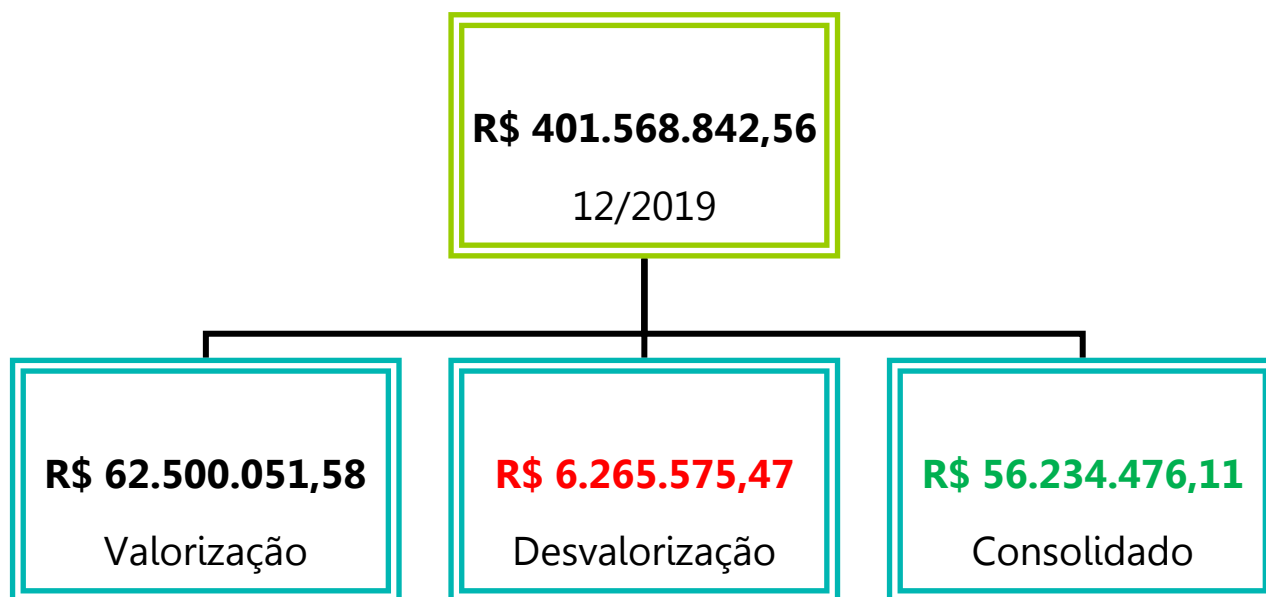 R$ 401.568.842,56
12/2019
R$ 62.500.051,58
Valorização
R$ 6.265.575,47
Desvalorização
R$ 56.234.476,11
Consolidado